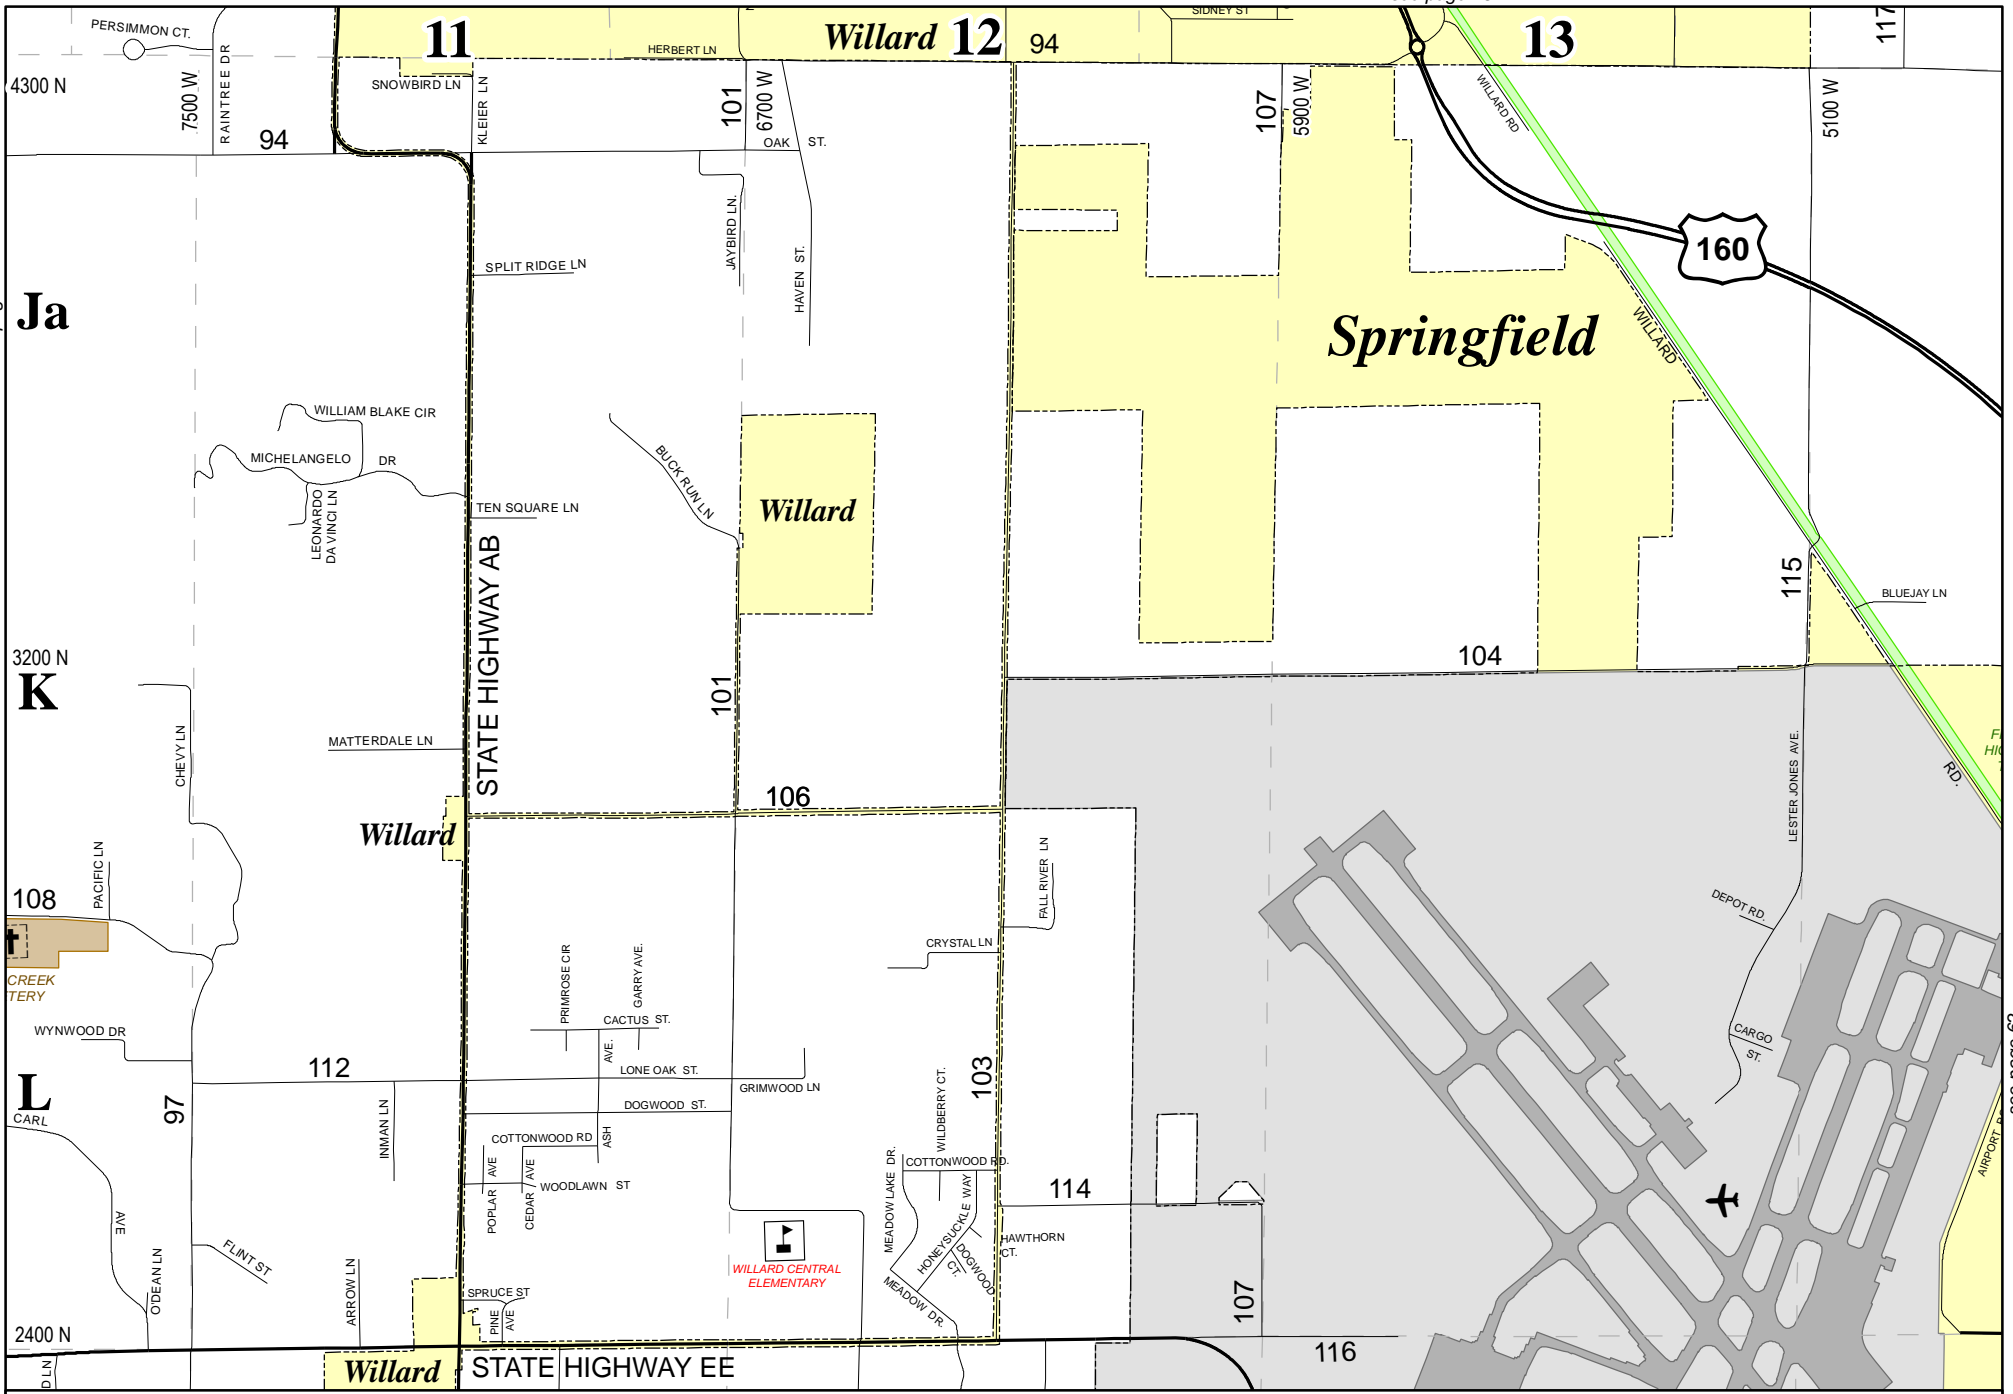 PERSIMMON CT.
RAINTREE DR
7500 W
4300 N
94
11
Willard
12
94
SIDNEY ST
13
117
HERBERT LN
SNOWBIRD LN
KLEIER LN
101
6700 W
OAK ST.
107
5900 W
WILLARD RD
5100 W
160
JAYBIRD LN.
HAVEN ST.
SPLIT RIDGE LN
Ja
Springfield
WILLARD
WILLIAM BLAKE CIR
MICHELANGELO DR
LEONARDO
DA VINCI LN
TEN SQUARE LN
BUCK RUN LN
Willard
STATE HIGHWAY AB
115
BLUEJAY LN
104
3200 N
K
101
CHEVY LN
MATTERDALE LN
106
Willard
LESTER JONES AVE.
RD.
PACIFIC LN
108
FALL RIVER LN
CRYSTAL LN
DEPOT RD.
CREEK
PRIMROSE CIR
GARRY AVE.
CACTUS ST.
AVE.
WYNWOOD DR
CARGO
ST.
112
LONE OAK ST.
GRIMWOOD LN
103
L
CARL
AVE
97
INMAN LN
DOGWOOD ST.
COTTONWOOD RD
ASH
WILDBERRY CT.
COTTONWOOD RD.
MEADOW LAKE DR.
HONEYSUCKLE WAY
DOGWOOD
CT.
MEADOW DR.
HAWTHORN
CT.
114
POPLAR AVE
CEDAR AVE
WOODLAWN ST
WILLARD CENTRAL
ELEMENTARY
AIRPORT
FLINT ST
O'DEAN LN
ARROW LN
SPRUCE ST
PINE
AVE
107
116
2400 N
D LN
Willard
STATE HIGHWAY EE